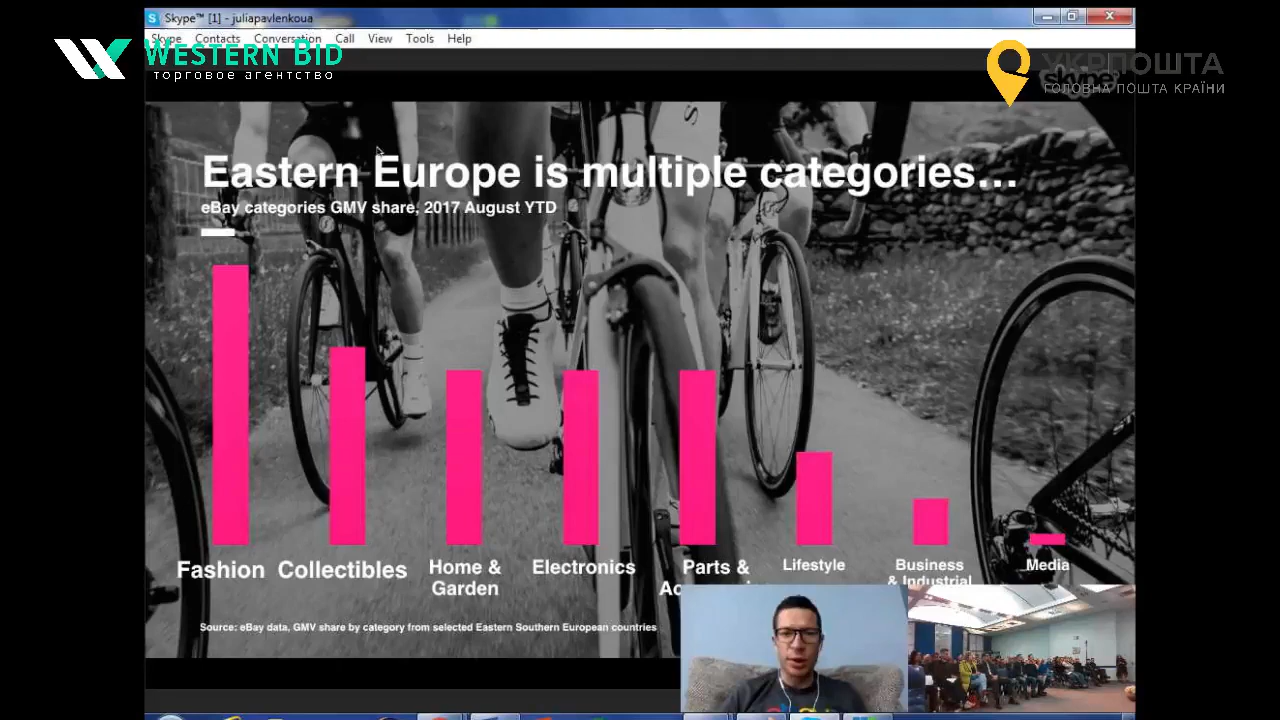 Skype™ [1] - juliapavlenkoua
Skype Contacts Conversation Call View Tools Help
WESTERN BID
торговое агентство
УКРПОШТА
ГОЛОВНА ПОШТА КРАЇНИ
skype
Eastern Europe is multiple categories...
eBay categories GMV share, 2017 August YTD
Fashion
Collectibles
Home &
Garden
Electronics
Parts &
Lifestyle
Business
& Industrial
Media
Source: eBay data, GMV share by category from selected Eastern Southern European countries